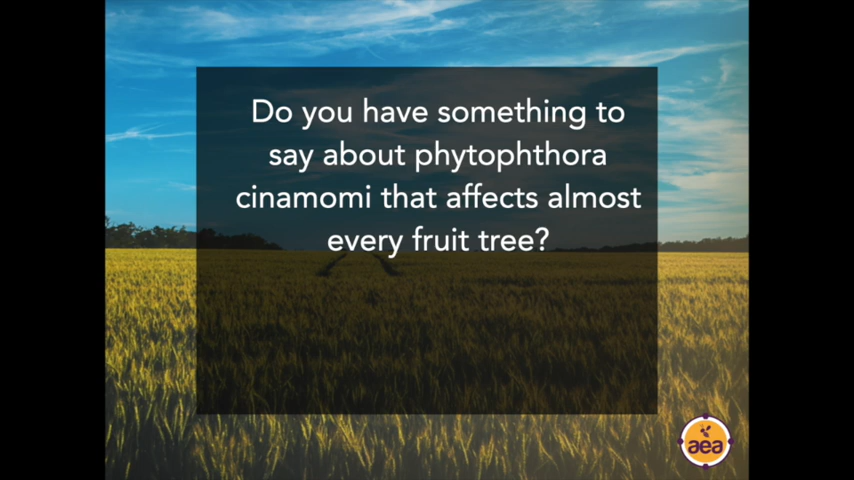 Do you have something to
say about phytophthora
cinamomi that affects almost
every fruit tree?
aea